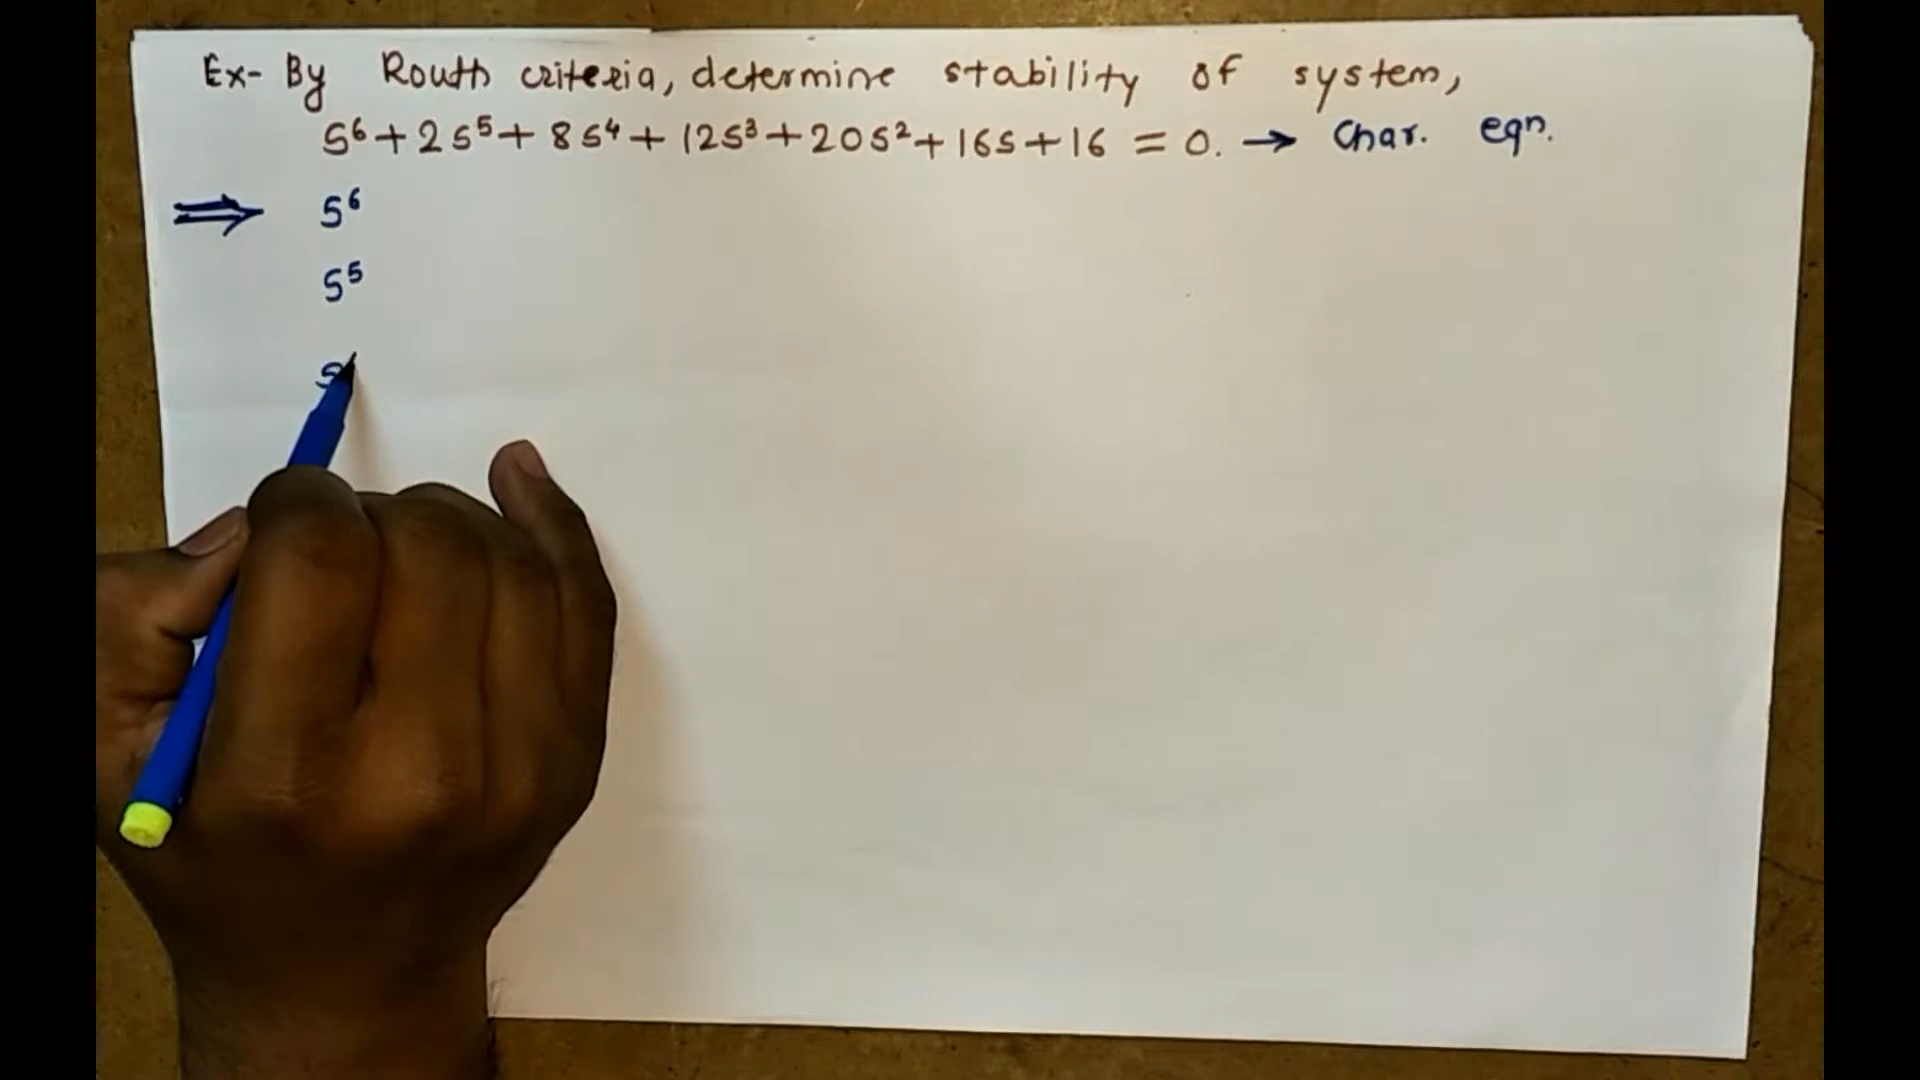 Ex- By Routh criteria, determine stability of system,
S⁶ + 2S⁵ + 8S⁴ + 12S³ + 20S² + 16S + 16 = 0. → Char. eqn.
⇒ S⁶
S⁵
S